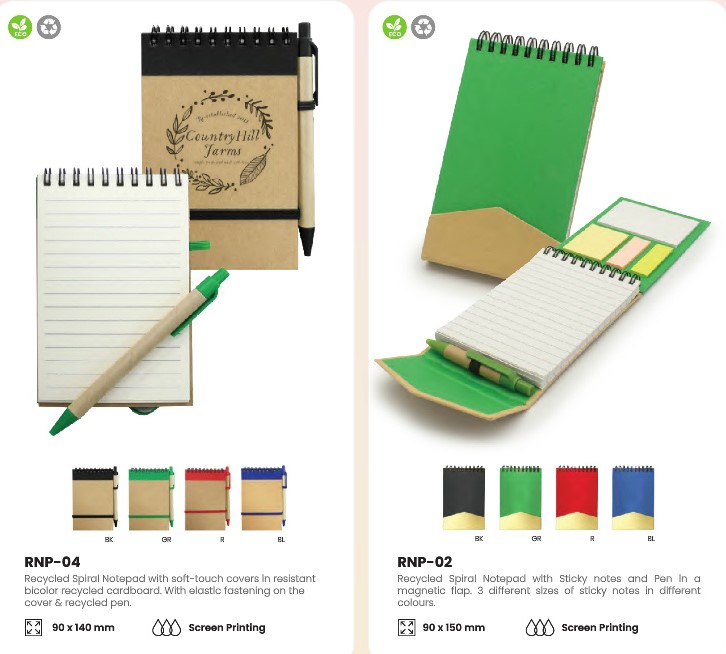 ECO
ECO
CountryHill
Farms
BK
GR
R
BL
BK
GR
R
BL
RNP-04
Recycled Spiral Notepad with soft-touch covers in resistant
bicolor recycled cardboard. With elastic fastening on the
cover & recycled pen.
90 x 140 mm
Screen Printing
RNP-02
Recycled Spiral Notepad with Sticky notes and Pen in a
magnetic flap. 3 different sizes of sticky notes in different
colours.
90 x 150 mm
Screen Printing